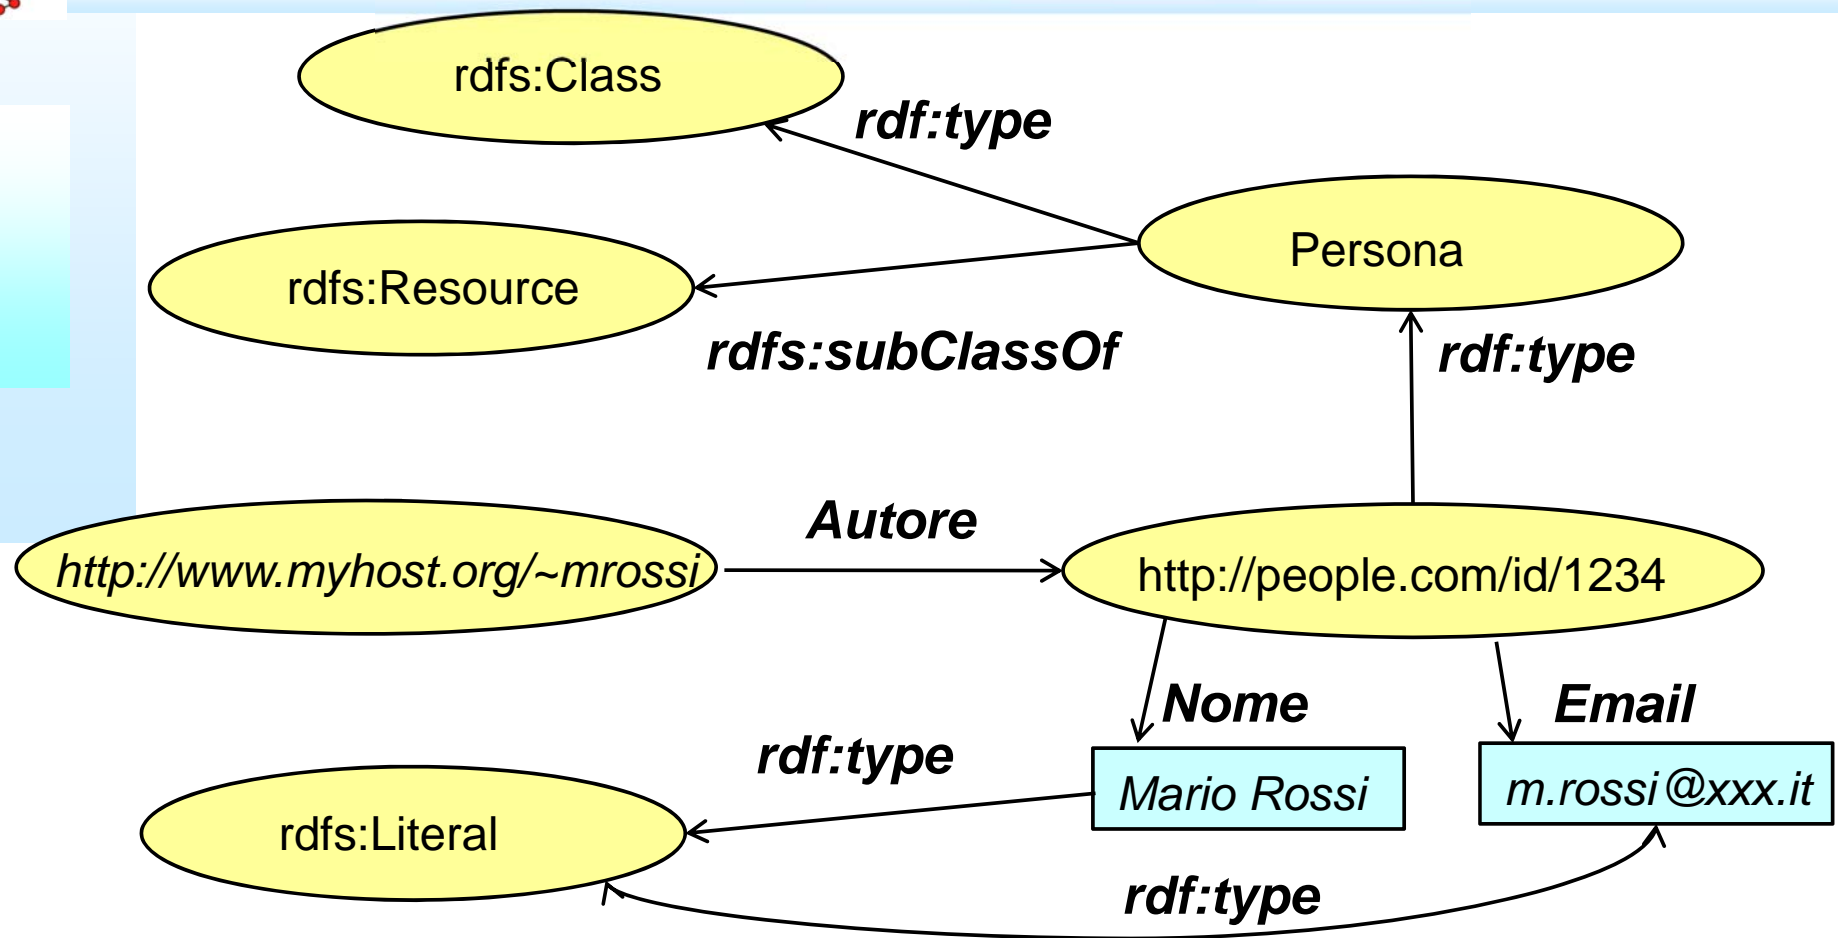 rdfs:Class
rdf:type
Persona
rdfs:Resource
rdfs:subClassOf
rdf:type
Autore
http://www.myhost.org/~mrossi
http://people.com/id/1234
Nome
Email
rdf:type
Mario Rossi
m.rossi@xxx.it
rdfs:Literal
rdf:type